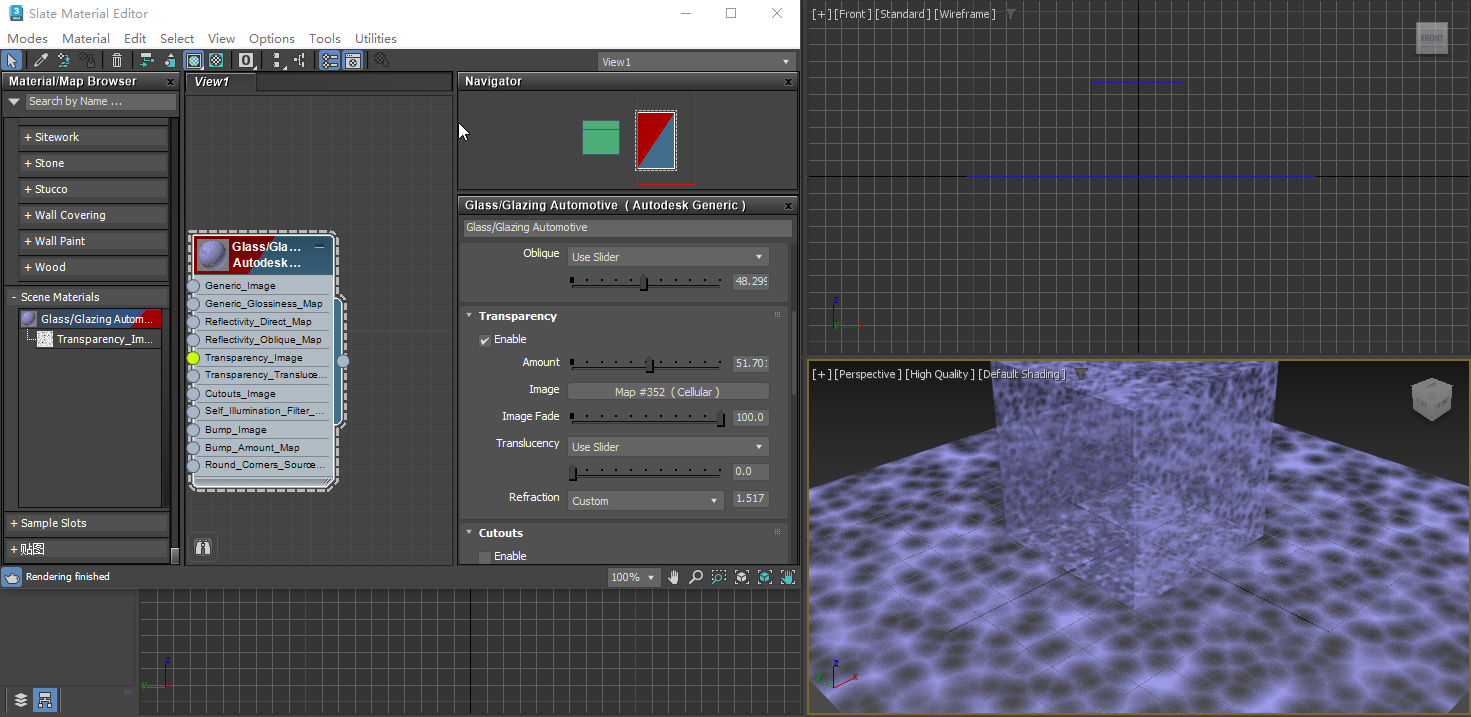 Slate Material Editor
Modes Material Edit Select View Options Tools Utilities
View1
Material/Map Browser
Search by Name ...
+ Sitework
+ Stone
+ Stucco
+ Wall Covering
+ Wall Paint
+ Wood
- Scene Materials
Glass/Glazing Autom...
Transparency_Im...
+ Sample Slots
+ 贴图
View1
Glass/Gla...
Autodesk...
Generic_Image
Generic_Glossiness_Map
Reflectivity_Direct_Map
Reflectivity_Oblique_Map
Transparency_Image
Transparency_Transluce...
Cutouts_Image
Self_Illumination_Filter_...
Bump_Image
Bump_Amount_Map
Round_Corners_Source...
Navigator
Glass/Glazing Automotive ( Autodesk Generic )
Glass/Glazing Automotive
Oblique Use Slider
48.299
Transparency
Enable
Amount 51.701
Image Map #352 ( Cellular )
Image Fade 100.0
Translucency Use Slider
0.0
Refraction Custom 1.517
Cutouts
Enable
Rendering finished
100%
z
y
x
[+] [Front ] [Standard ] [Wireframe ]
FRONT
z
y
x
[+] [Perspective ] [High Quality ] [Default Shading ]
LEFT
FRONT
z
y
x